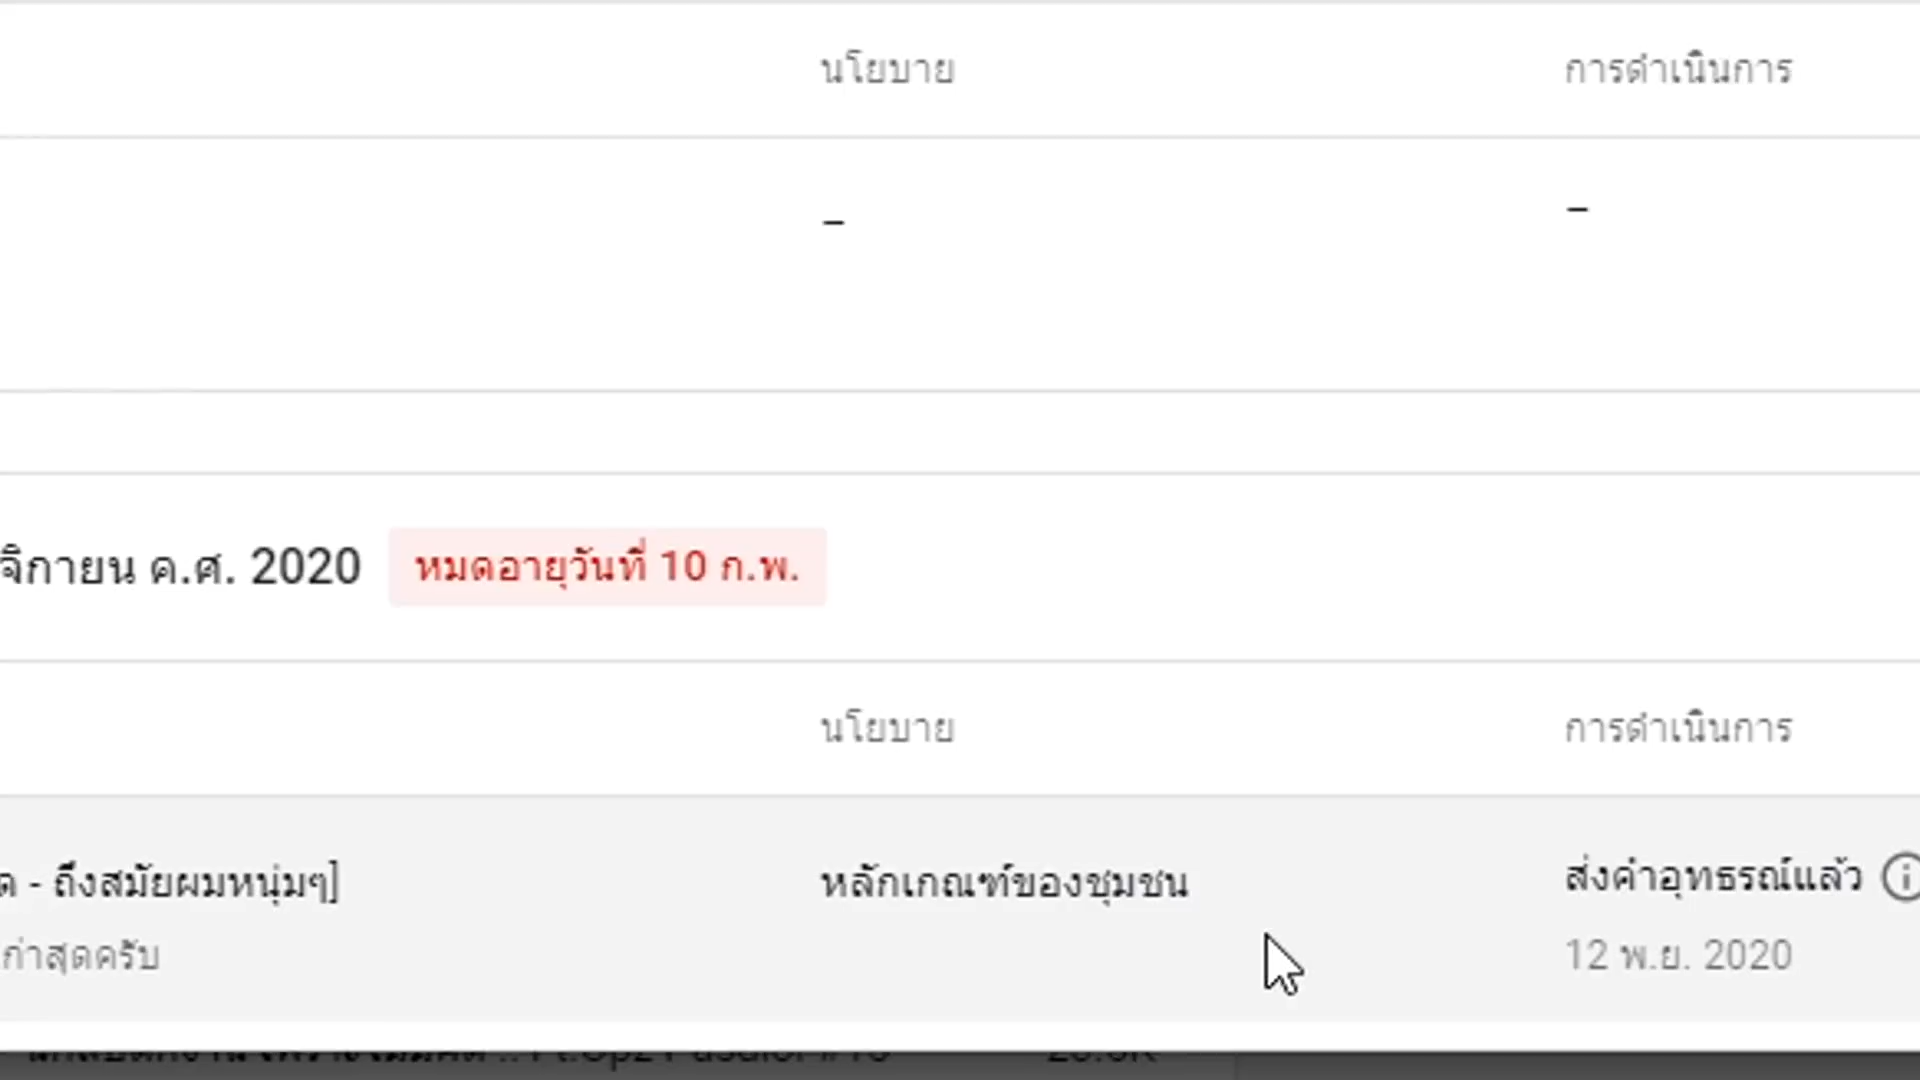 นโยบาย การดำเนินการ
– –
จิกายน ค.ศ. 2020 หมดอายุวันที่ 10 ก.พ.
นโยบาย การดำเนินการ
ด - ถึงสมัยผมหนุ่มๆ] หลักเกณฑ์ของชุมชน ส่งคำอุทธรณ์แล้ว
ก่าสุดครับ 12 พ.ย. 2020